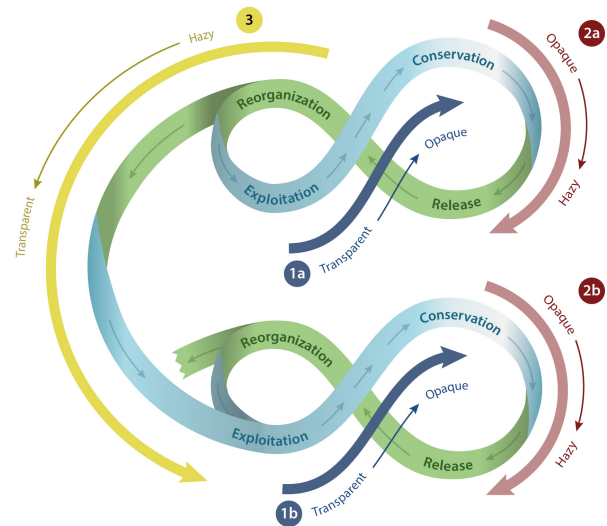 3
2a
Hazy
Transparent
Reorganization
Conservation
Opaque
Hazy
Opaque
Exploitation
Release
1a
Transparent
2b
Reorganization
Conservation
Opaque
Hazy
Opaque
Exploitation
Release
1b
Transparent